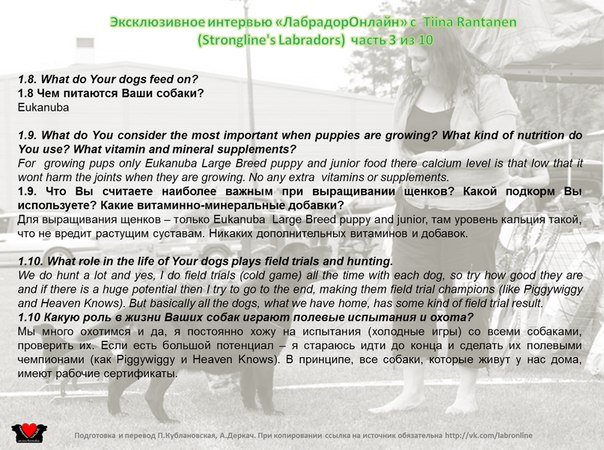 Эксклюзивное интервью «ЛабрадорОнлайн» с Tiina Rantanen
(Strongline's Labradors) часть 3 из 10
1.8. What do Your dogs feed on?
1.8 Чем питаются Ваши собаки?
Eukanuba
1.9. What do You consider the most important when puppies are growing? What kind of nutrition do
You use? What vitamin and mineral supplements?
For growing pups only Eukanuba Large Breed puppy and junior food there calcium level is that low that it
wont harm the joints when they are growing. No any extra vitamins or supplements.
1.9. Что Вы считаете наиболее важным при выращивании щенков? Какой подкорм Вы
используете? Какие витаминно-минеральные добавки?
Для выращивания щенков – только Eukanuba Large Breed puppy and junior, там уровень кальция такой,
что не вредит растущим суставам. Никаких дополнительных витаминов и добавок.
1.10. What role in the life of Your dogs plays field trials and hunting.
We do hunt a lot and yes, I do field trials (cold game) all the time with each dog, so try how good they are
and if there is a huge potential then I try to go to the end, making them field trial champions (like Piggywiggy
and Heaven Knows). But basically all the dogs, what we have home, has some kind of field trial result.
1.10 Какую роль в жизни Ваших собак играют полевые испытания и охота?
Мы много охотимся и да, я постоянно хожу на испытания (холодные игры) со всеми собаками,
проверить их. Если есть большой потенциал – я стараюсь идти до конца и сделать их полевыми
чемпионами (как Piggywiggy и Heaven Knows). В принципе, все собаки, которые живут у нас дома,
имеют рабочие сертификаты.
Подготовка и перевод П.Кублановская, А.Деркач. При копировании ссылка на источник обязательна http://vk.com/labronline